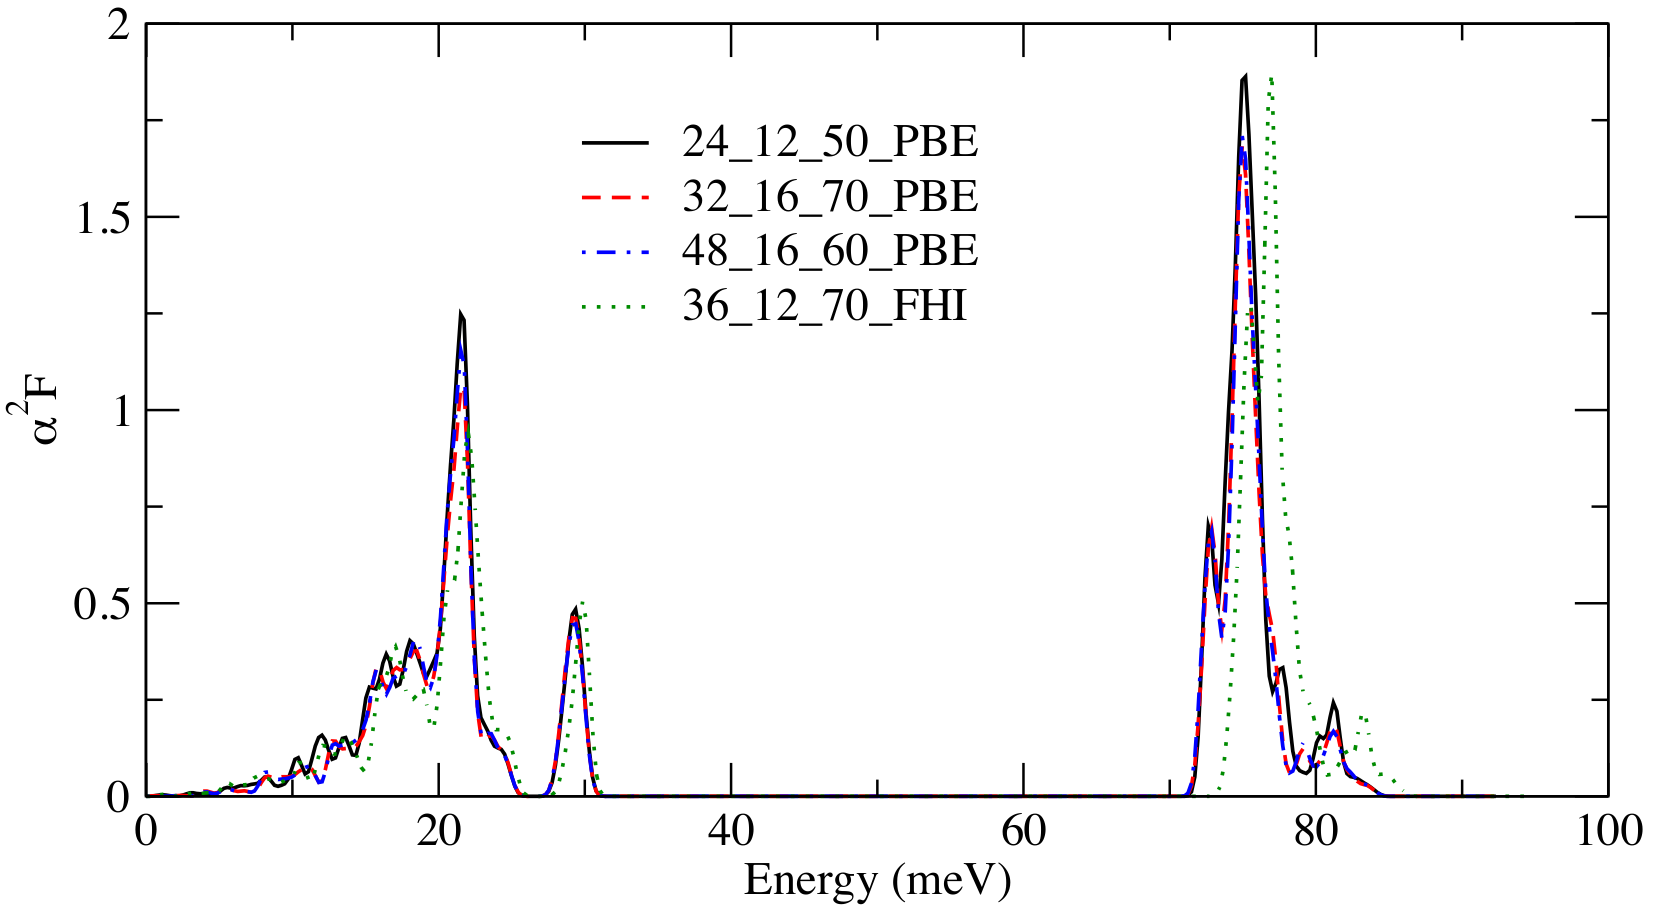 2
1.5
1
0.5
0
α²F
24_12_50_PBE
32_16_70_PBE
48_16_60_PBE
36_12_70_FHI
0 20 40 60 80 100
Energy (meV)